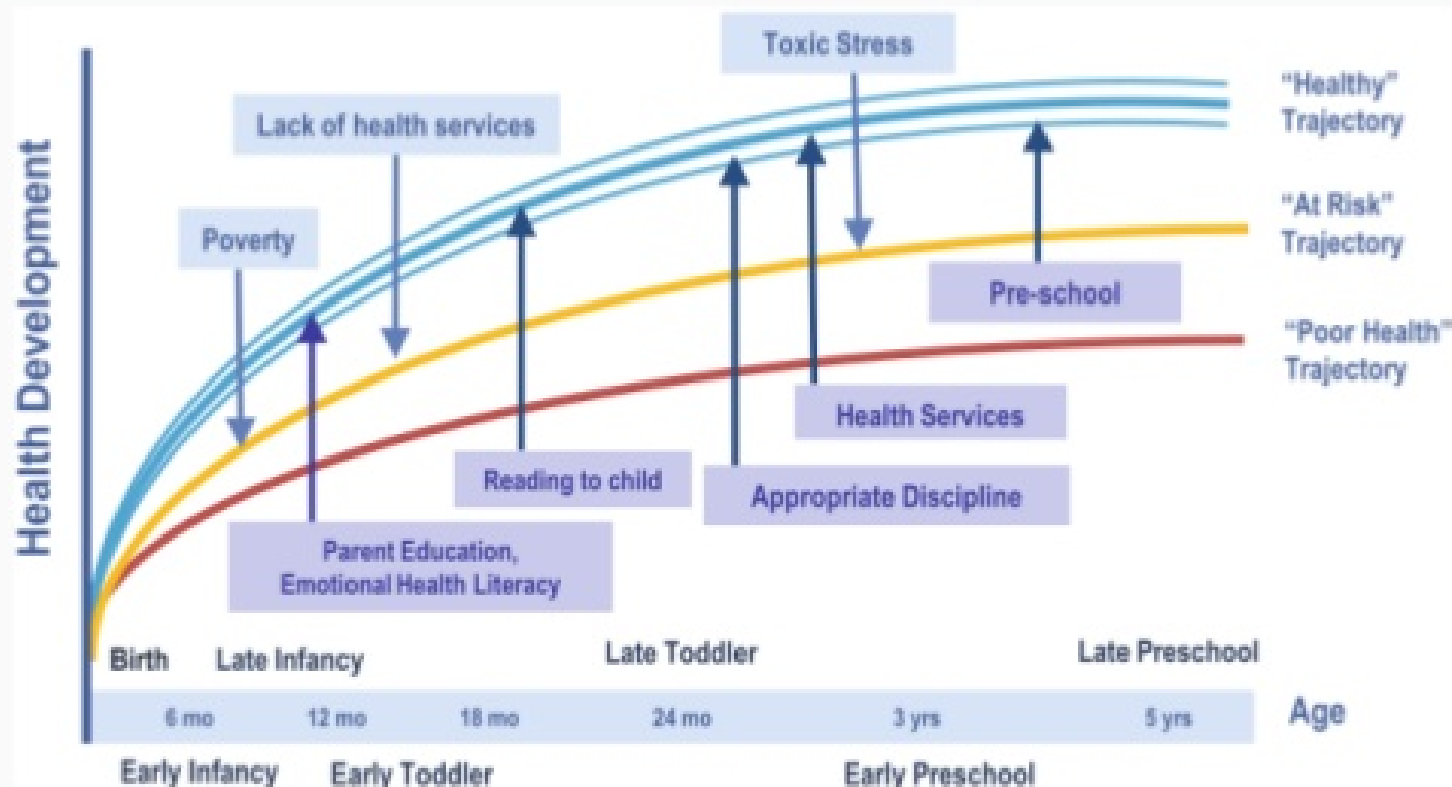 Toxic Stress
"Healthy"
Trajectory
Lack of health services
"At Risk"
Trajectory
Poverty
Pre-school
"Poor Health"
Trajectory
Health Services
Reading to child
Appropriate Discipline
Parent Education,
Emotional Health Literacy
Health Development
Birth
Late Infancy
Late Toddler
Late Preschool
6 mo
12 mo
18 mo
24 mo
3 yrs
5 yrs
Age
Early Infancy
Early Toddler
Early Preschool